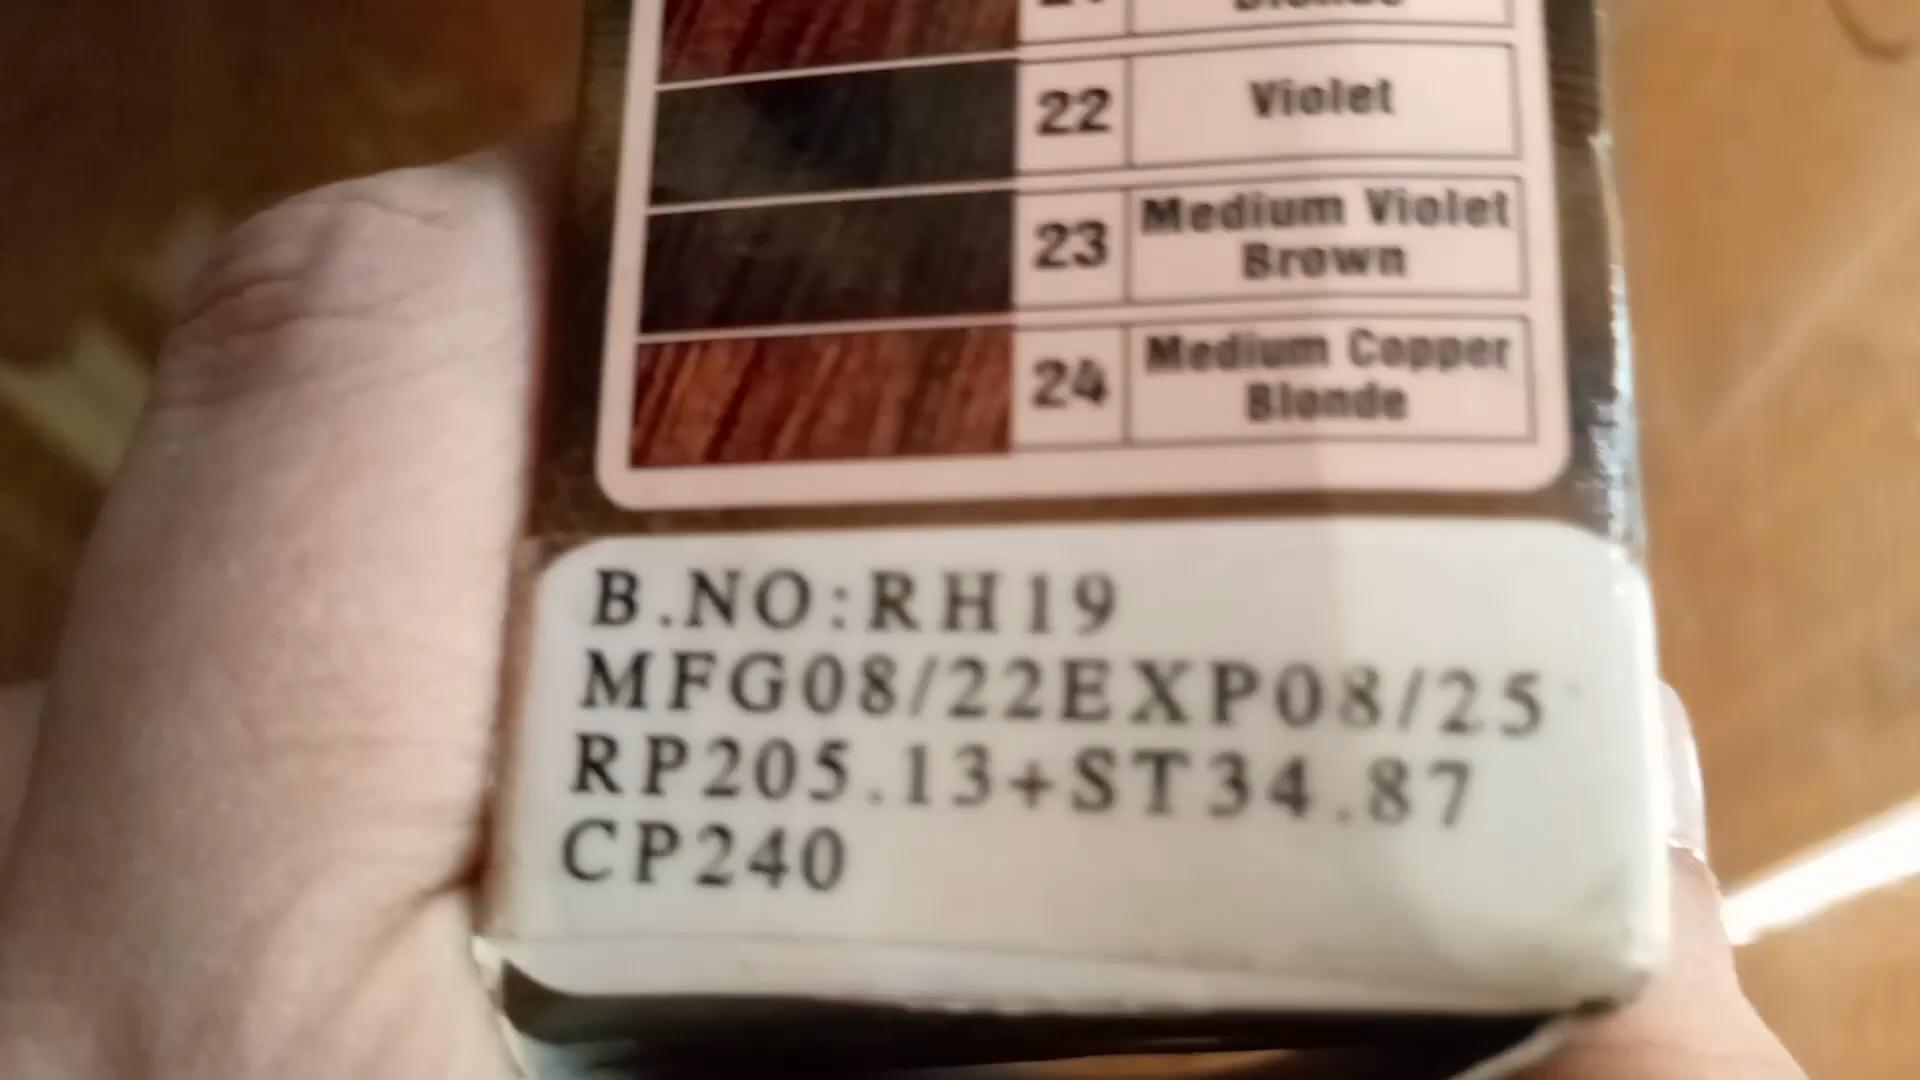 22 Violet
23 Medium Violet
Brown
24 Medium Copper
Blonde
B.NO:RH19
MFG08/22EXP08/25
RP205.13+ST34.87
CP240